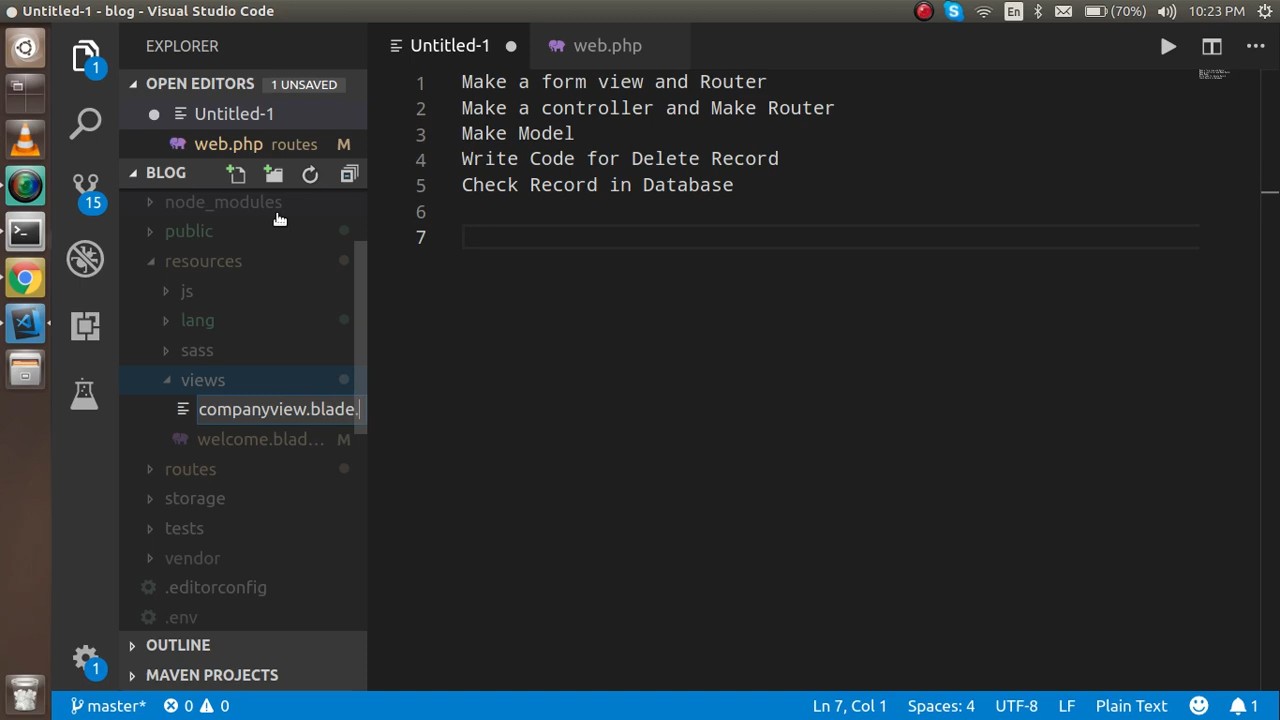 Untitled-1 - blog - Visual Studio Code
En
(70%)
10:23 PM
EXPLORER
Untitled-1
web.php
1
OPEN EDITORS
1 UNSAVED
Untitled-1
web.php routes M
BLOG
15
node_modules
public
resources
js
lang
sass
views
companyview.blade.
welcome.blad... M
routes
storage
tests
vendor
.editorconfig
.env
OUTLINE
MAVEN PROJECTS
1
1 Make a form view and Router
2 Make a controller and Make Router
3 Make Model
4 Write Code for Delete Record
5 Check Record in Database
6
7
master*
0
0
Ln 7, Col 1
Spaces: 4
UTF-8
LF
Plain Text
1